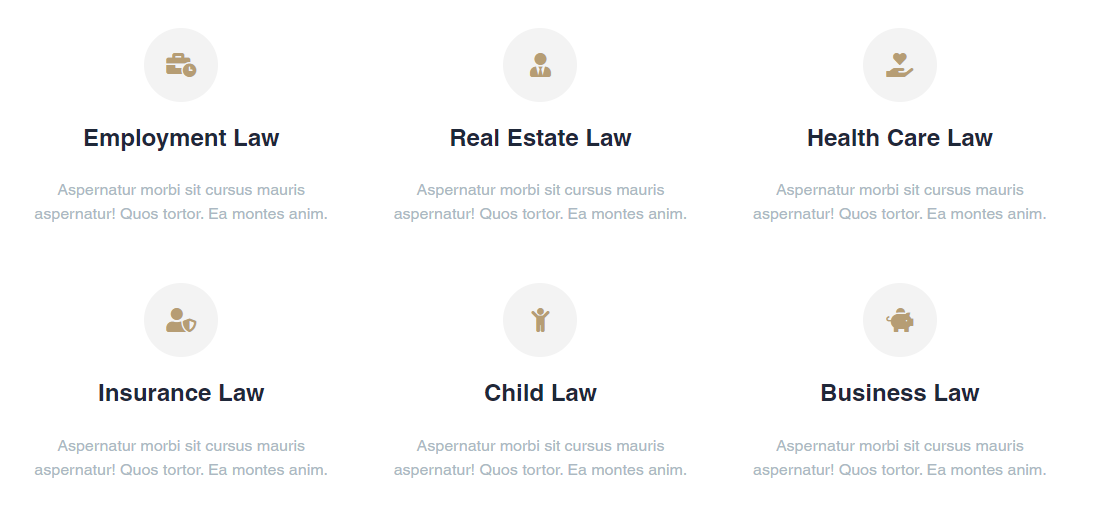 Employment Law
Aspernatur morbi sit cursus mauris
aspernatur! Quos tortor. Ea montes anim.
Real Estate Law
Aspernatur morbi sit cursus mauris
aspernatur! Quos tortor. Ea montes anim.
Health Care Law
Aspernatur morbi sit cursus mauris
aspernatur! Quos tortor. Ea montes anim.
Insurance Law
Aspernatur morbi sit cursus mauris
aspernatur! Quos tortor. Ea montes anim.
Child Law
Aspernatur morbi sit cursus mauris
aspernatur! Quos tortor. Ea montes anim.
Business Law
Aspernatur morbi sit cursus mauris
aspernatur! Quos tortor. Ea montes anim.